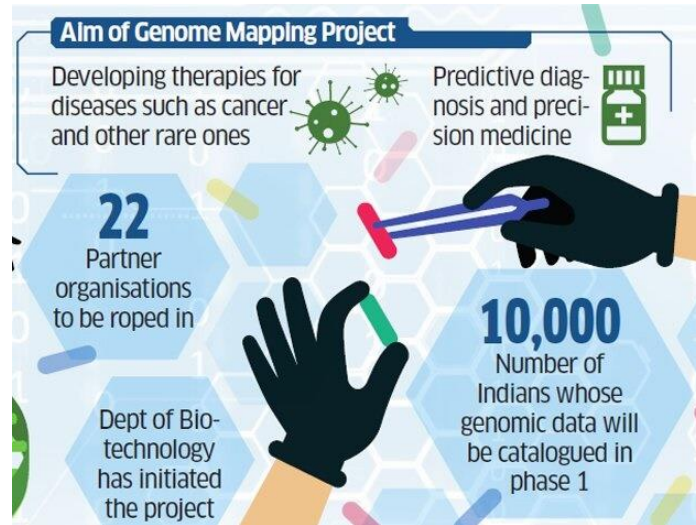 Aim of Genome Mapping Project
Developing therapies for
diseases such as cancer
and other rare ones
Predictive diag-
nosis and preci-
sion medicine
22
Partner
organisations
to be roped in
10,000
Number of
Indians whose
genomic data will
be catalogued in
phase 1
Dept of Bio-
technology
has initiated
the project